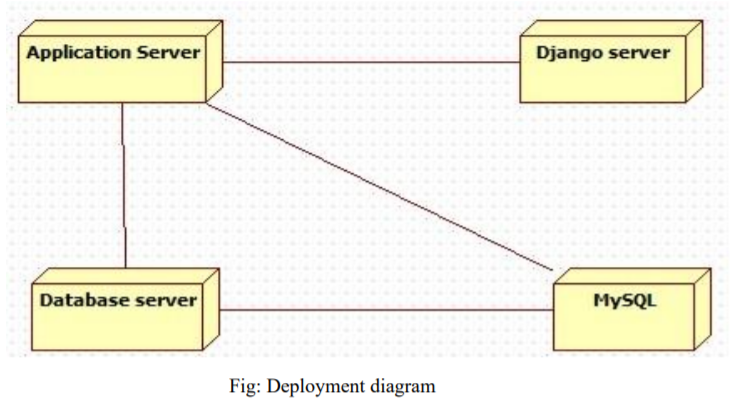 Application Server
Django server
Database server
MySQL
Fig: Deployment diagram